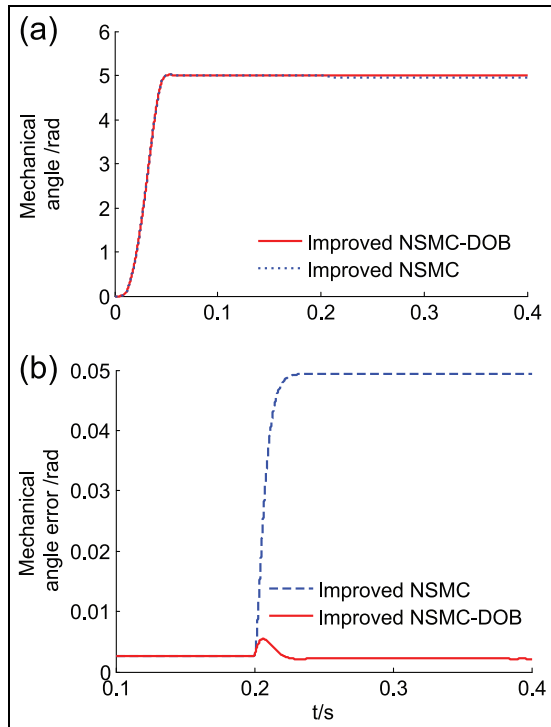 (a)
6
5
4
3
2
1
0
Mechanical
angle /rad
Improved NSMC-DOB
Improved NSMC
0 0.1 0.2 0.3 0.4
(b)
0.05
0.04
0.03
0.02
0.01
0
Mechanical
angle error /rad
Improved NSMC
Improved NSMC-DOB
0.1 0.2 0.3 0.4
t/s